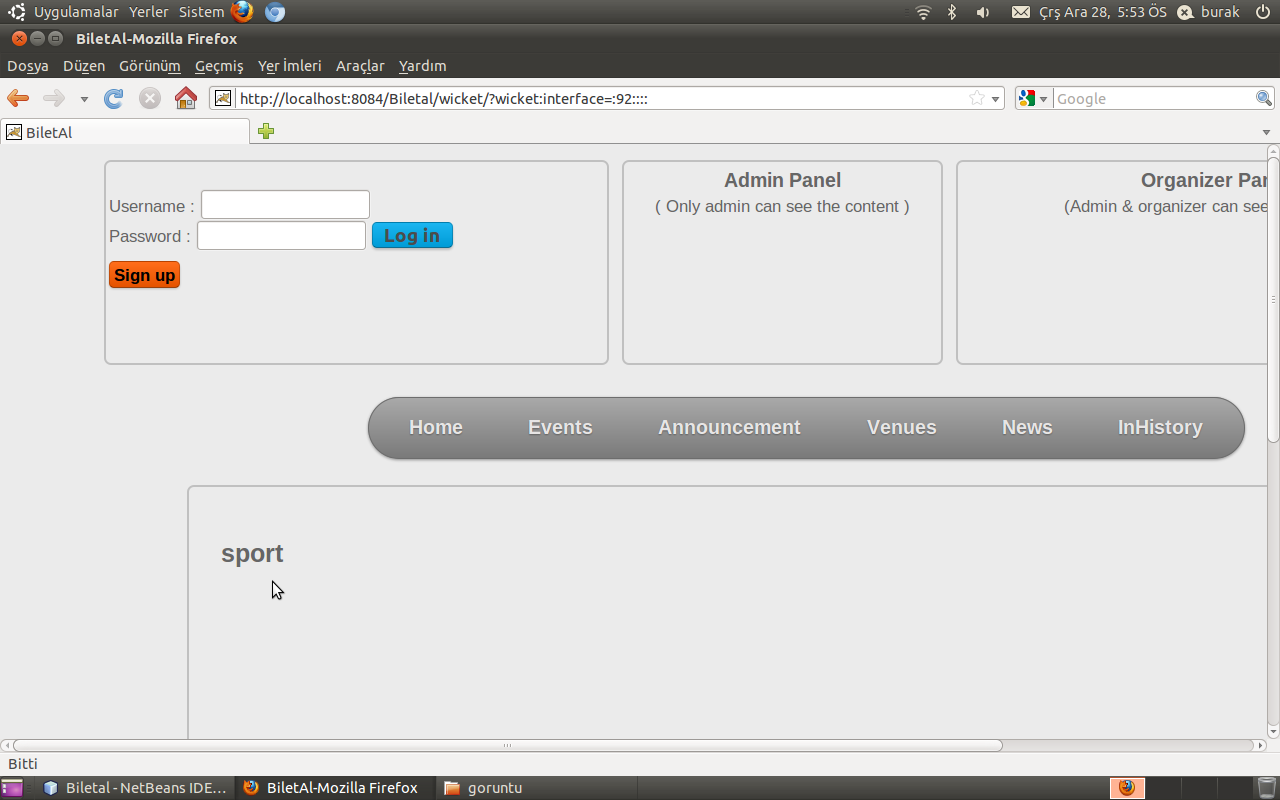 Uygulamalar Yerler Sistem Çrş Ara 28, 5:53 ÖS burak
BiletAl-Mozilla Firefox
Dosya Düzen Görünüm Geçmiş Yer İmleri Araçlar Yardım
http://localhost:8084/Biletal/wicket/?wicket:interface=:92:::: Google
BiletAl
Admin Panel
( Only admin can see the content )
Organizer Par
(Admin & organizer can see
Username :
Password : Log in
Sign up
Home Events Announcement Venues News InHistory
sport
Bitti
Biletal - NetBeans IDE... BiletAl-Mozilla Firefox goruntu